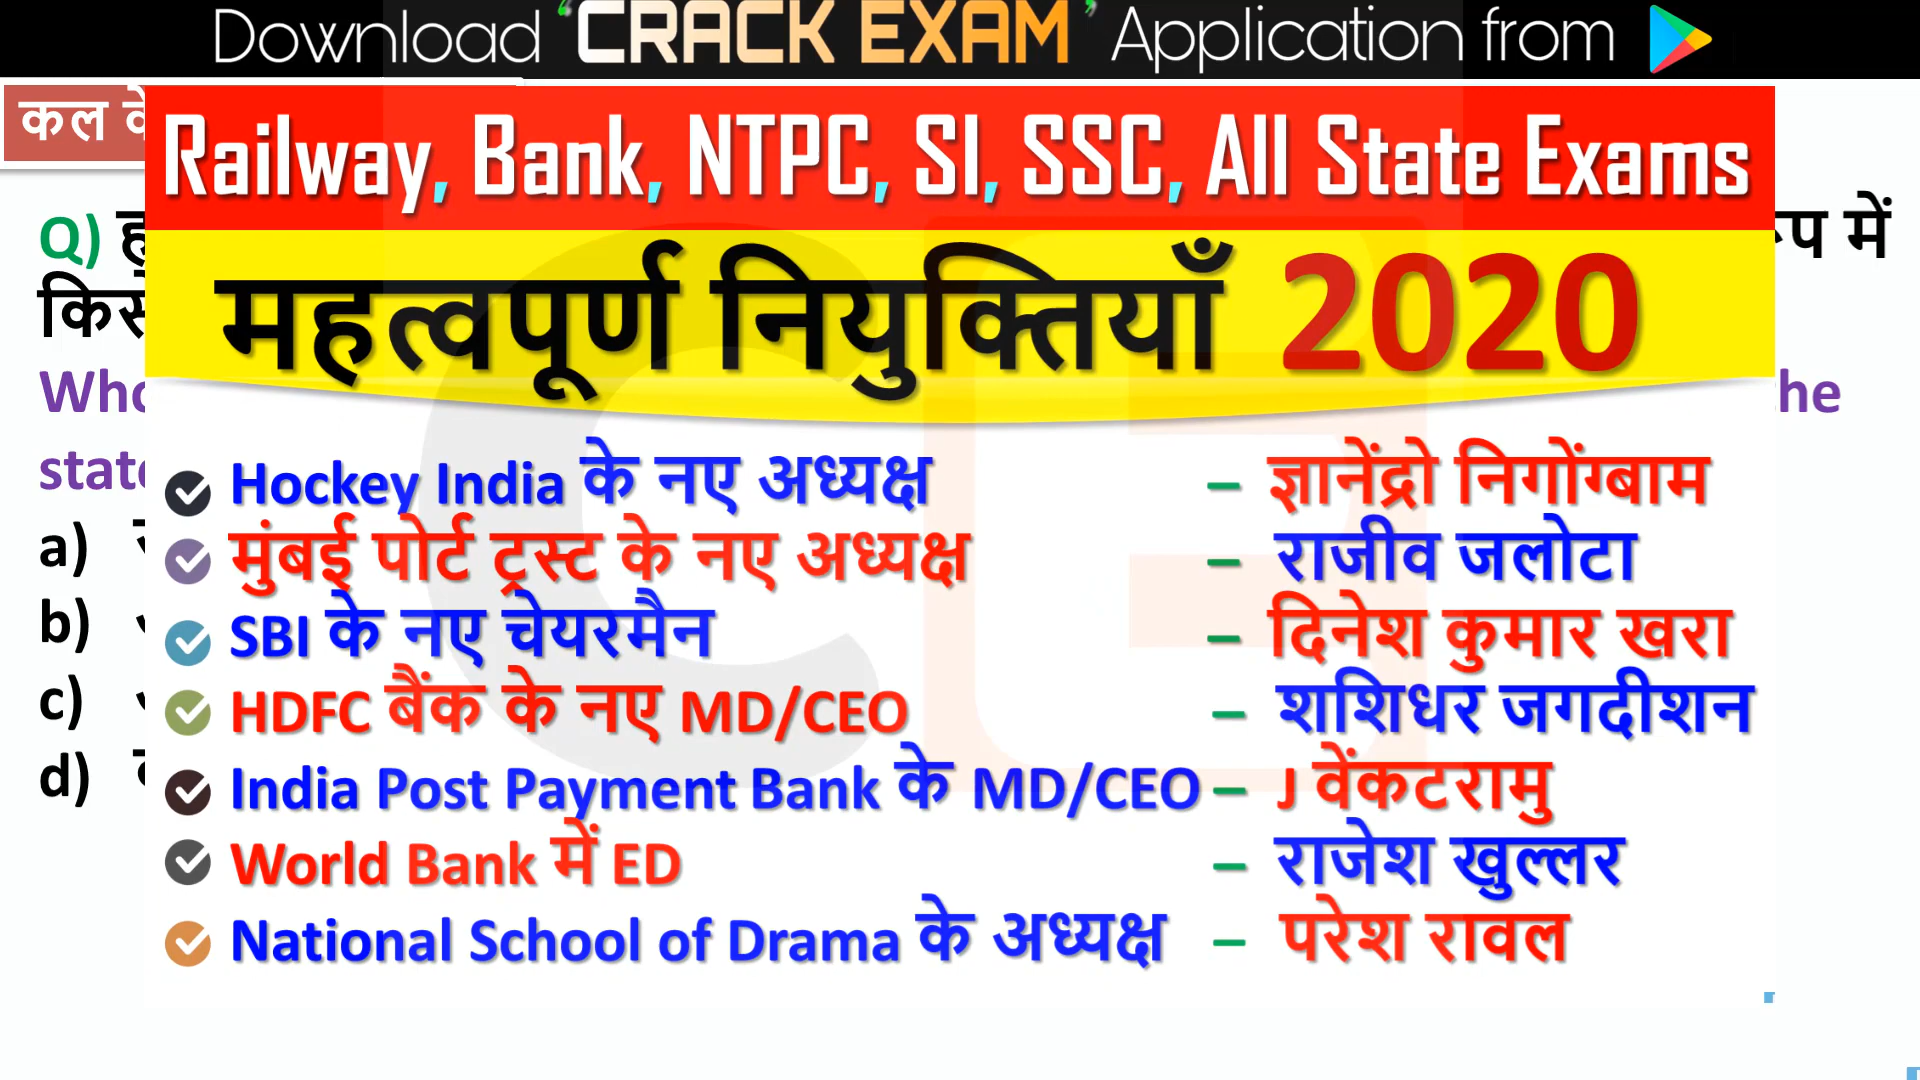 Download ‘CRACK EXAM’ Application from
कल
Railway, Bank, NTPC, SI, SSC, All State Exams
Q)
रूप में
महत्वपूर्ण नियुक्तियाँ 2020
Hockey India के नए अध्यक्ष – ज्ञानेंद्रो निगोंग्बाम
a) मुंबई पोर्ट ट्रस्ट के नए अध्यक्ष – राजीव जलोटा
b) SBI के नए चेयरमैन – दिनेश कुमार खरा
c) HDFC बैंक के नए MD/CEO – शशिधर जगदीशन
d) India Post Payment Bank के MD/CEO – J वेंकटरामु
World Bank में ED – राजेश खुल्लर
National School of Drama के अध्यक्ष – परेश रावल